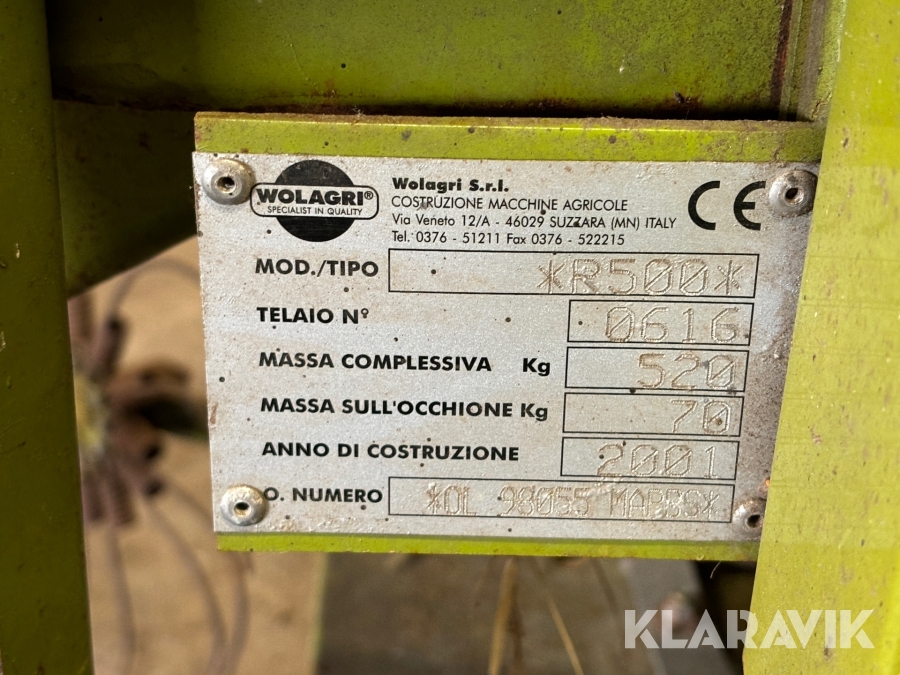 WOLAGRI®
SPECIALIST IN QUALITY
Wolagri S.r.l.
COSTRUZIONE MACCHINE AGRICOLE
Via Veneto 12/A - 46029 SUZZARA (MN) ITALY
Tel. 0376 - 51211 Fax 0376 - 522215
CE
MOD./TIPO *R500*
TELAIO Nº 0616
MASSA COMPLESSIVA Kg 520
MASSA SULL'OCCHIONE Kg 70
ANNO DI COSTRUZIONE 2001
O. NUMERO *OL 98055
KLARAVIK